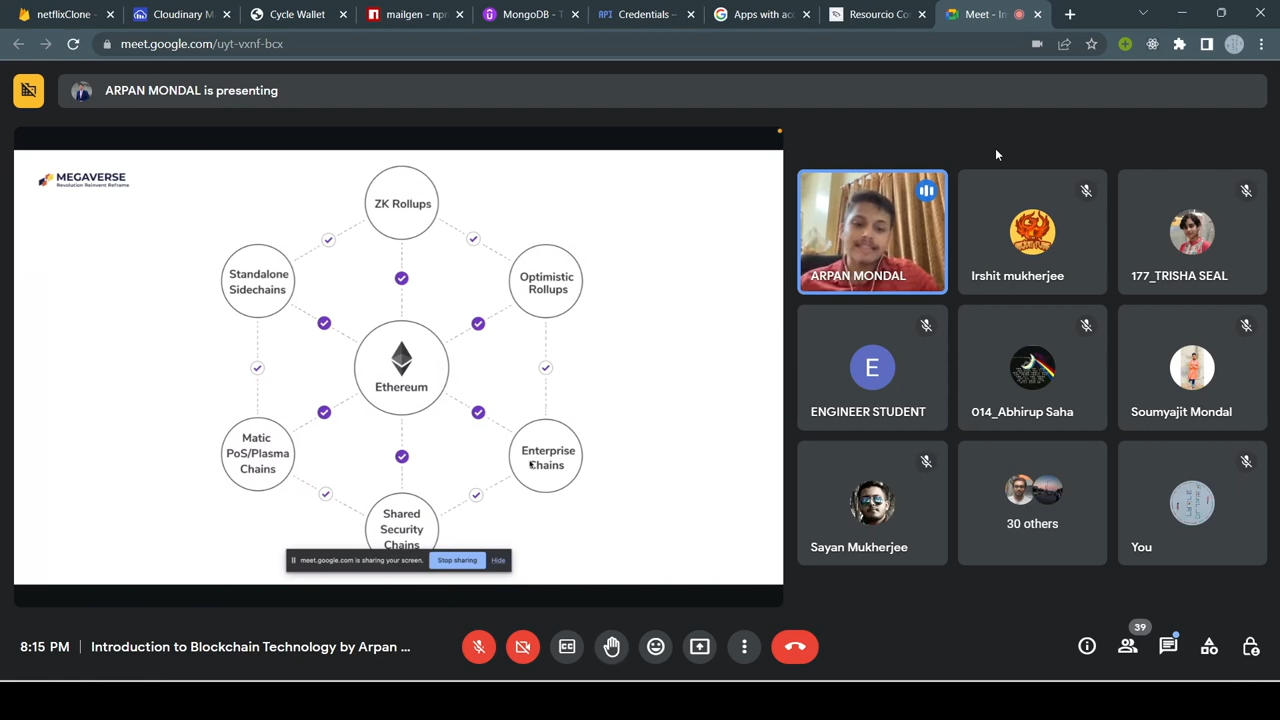 netflixClone -
Cloudinary M
Cycle Wallet
mailgen - npr
MongoDB - T
API
Credentials –
Apps with acc
Resourcio Co
Meet - In
meet.google.com/uyt-vxnf-bcx
ARPAN MONDAL is presenting
MEGAVERSE
Revolution Reinvent Reframe
ZK Rollups
Standalone
Sidechains
Optimistic
Rollups
Ethereum
Matic
PoS/Plasma
Chains
Enterprise
Chains
Shared
Security
Chains
meet.google.com is sharing your screen.
Stop sharing
Hide
ARPAN MONDAL
Irshit mukherjee
177_TRISHA SEAL
E
ENGINEER STUDENT
014_Abhirup Saha
Soumyajit Mondal
Sayan Mukherjee
30 others
You
8:15 PM
Introduction to Blockchain Technology by Arpan ...
39